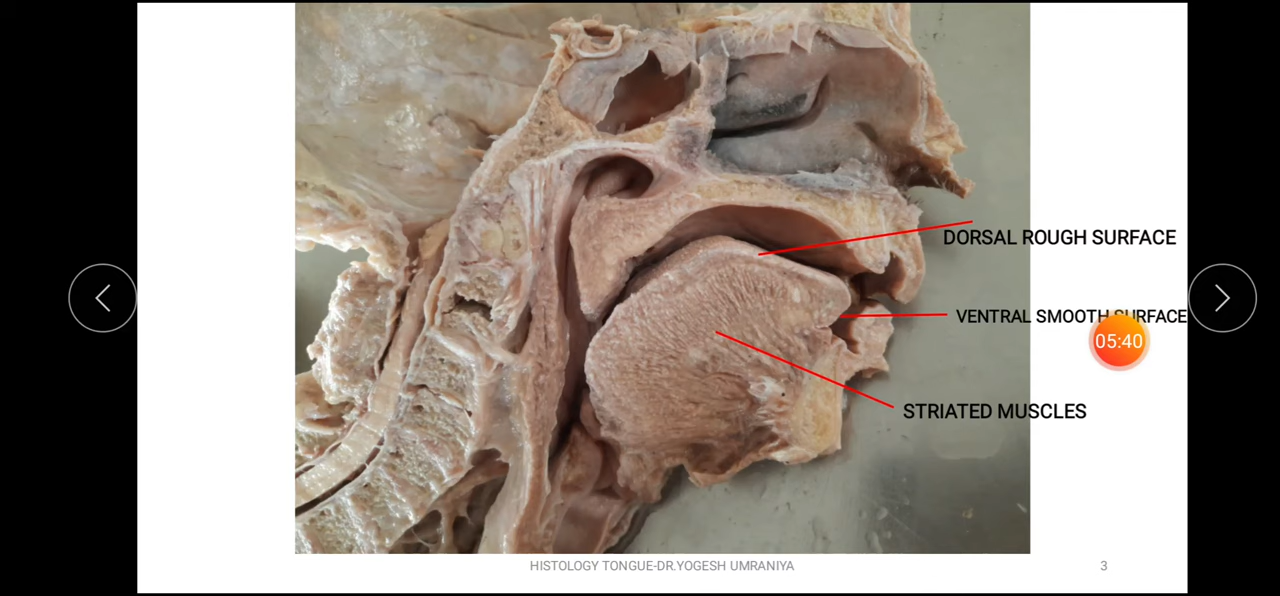 DORSAL ROUGH SURFACE
VENTRAL SMOOTH SURFACE
05:40
STRIATED MUSCLES
HISTOLOGY TONGUE-DR.YOGESH UMRANIYA
3